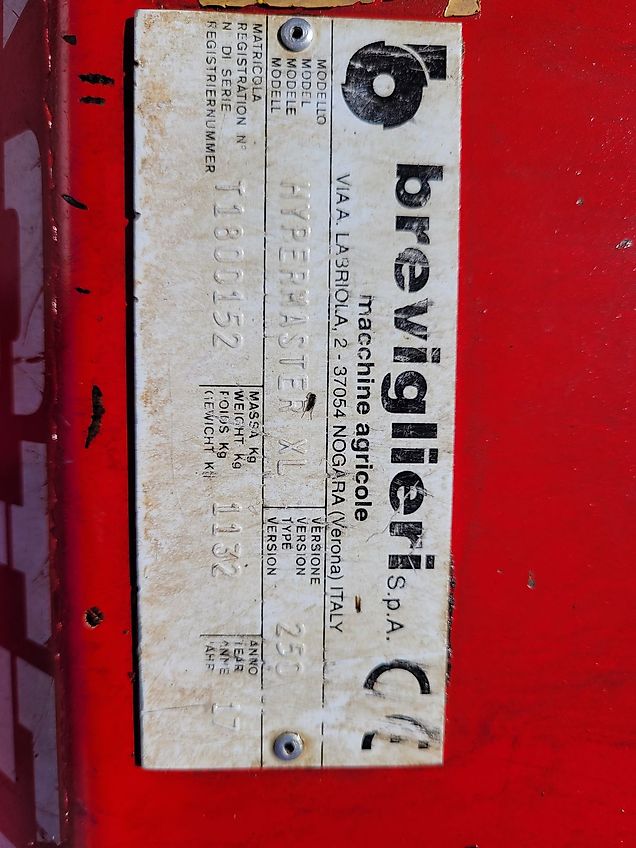 breviglieri S.p.A. CE
macchine agricole
VIA A. LABRIOLA, 2 - 37054 NOGARA (Verona) ITALY
MODELLO
MODEL
MODELE
MODELL
HYPERMASTER XL
VERSIONE
VERSION
TYPE
VERSION
250
MATRICOLA
REGISTRATION N°
N DI SERIE
REGISTRIERNUMMER
T1800152
MASSA Kg
WEIGHT Kg
POIDS Kg
GEWICHT Kg
1132
ANNO
YEAR
ANNE
JAHR
17